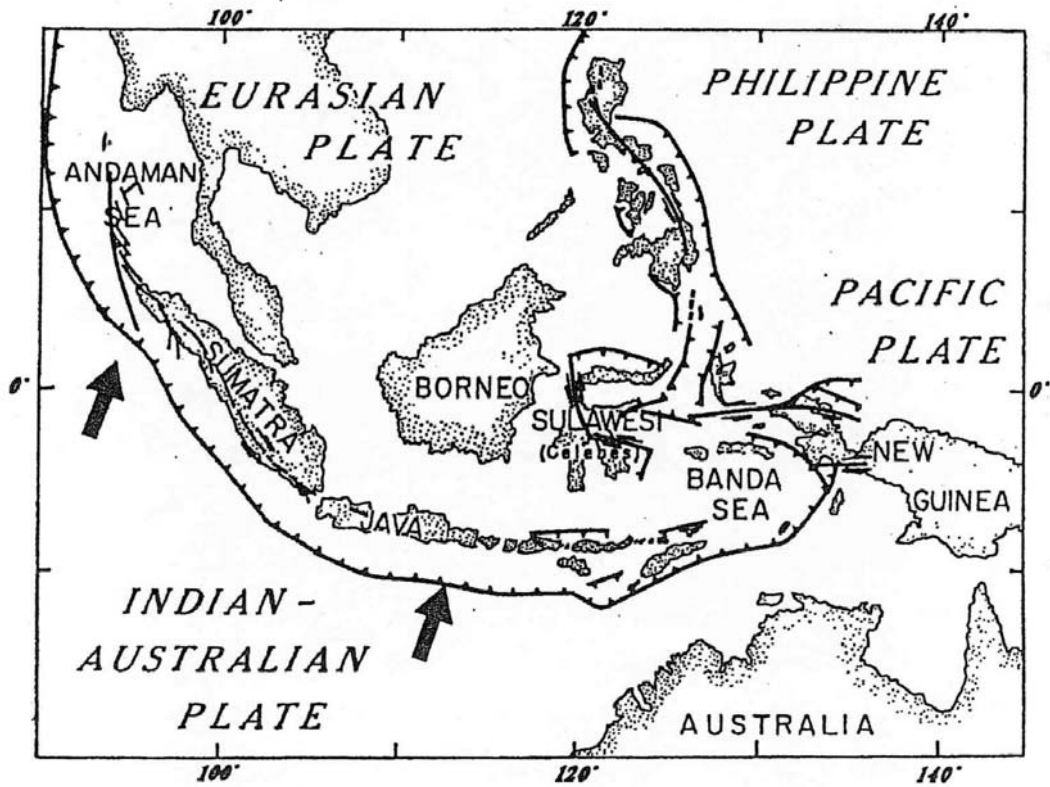 100°
120°
140°
EURASIAN
PLATE
PHILIPPINE
PLATE
ANDAMAN
SEA
PACIFIC
PLATE
0°
0°
SUMATRA
BORNEO
SULAWESI
(Celebes)
BANDA
SEA
NEW
GUINEA
JAVA
INDIAN-
AUSTRALIAN
PLATE
AUSTRALIA
100°
120°
140°